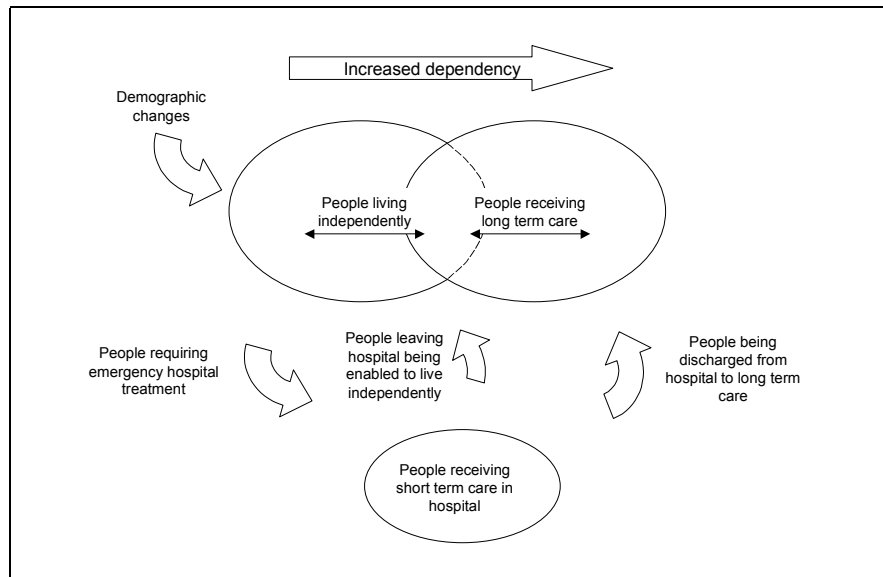 Increased dependency
Demographic
changes
People living
independently
People receiving
long term care
People requiring
emergency hospital
treatment
People leaving
hospital being
enabled to live
independently
People being
discharged from
hospital to long term
care
People receiving
short term care in
hospital